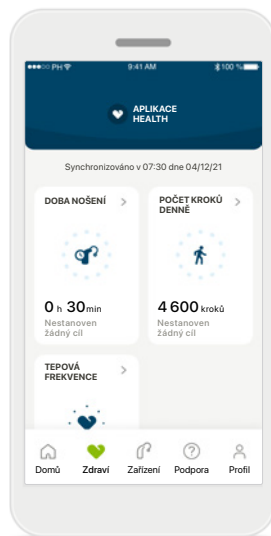 PH
9:41 AM
100 %
APLIKACE
HEALTH
Synchronizováno v 07:30 dne 04/12/21
DOBA NOŠENÍ
POČET KROKŮ
DENNĚ
0 h 30 min
Nestanoven
žádný cíl
4 600 kroků
Nestanoven
žádný cíl
TEPOVÁ
FREKVENCE
Domů Zdraví Zařízení Podpora Profil